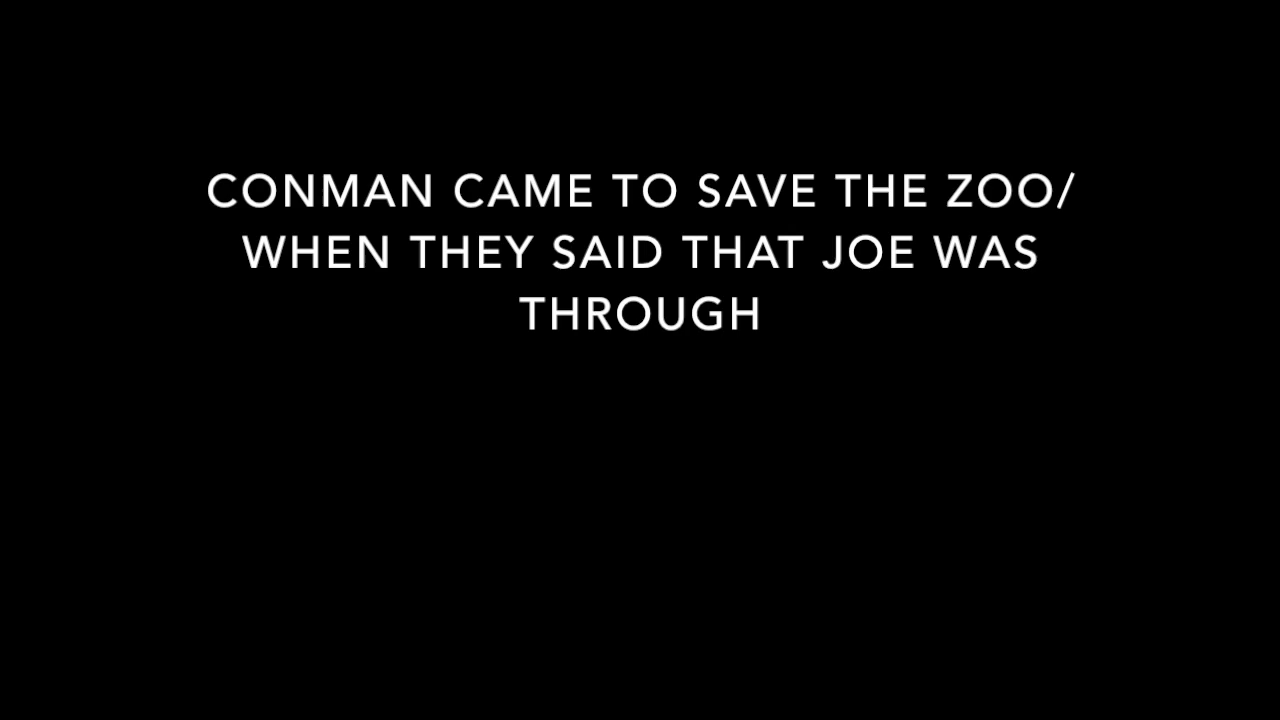 CONMAN CAME TO SAVE THE ZOO/
WHEN THEY SAID THAT JOE WAS
THROUGH